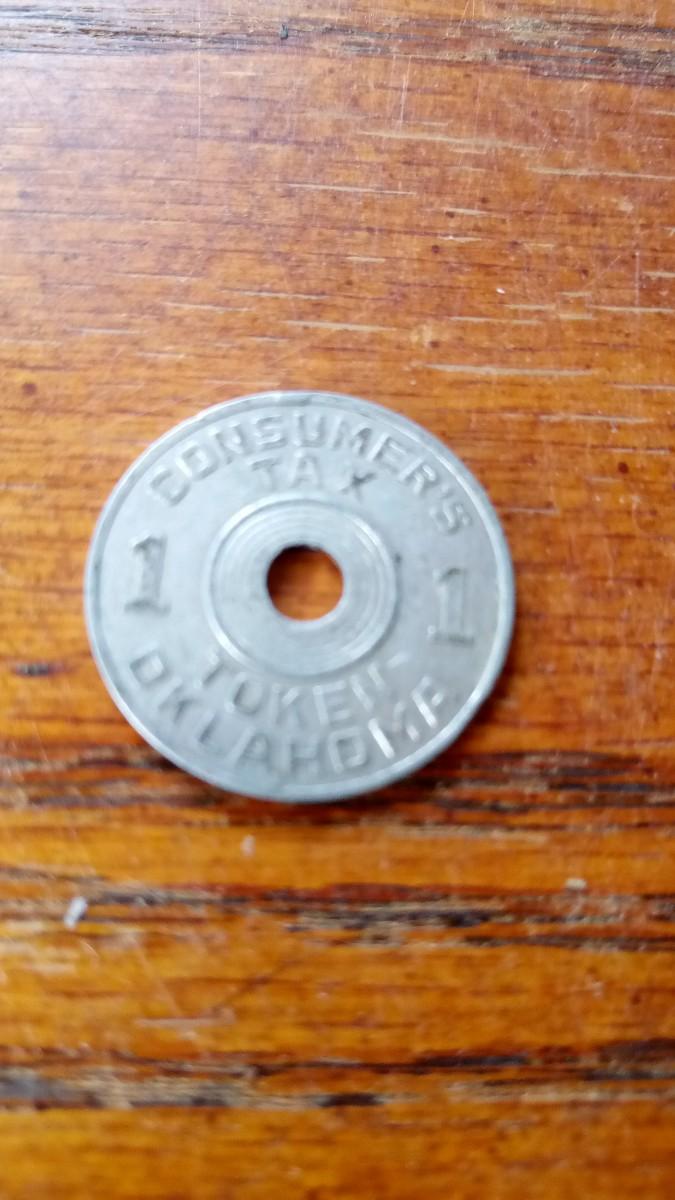 CONSUMER'S
TAX
1 1
TOKEN
OKLAHOMA